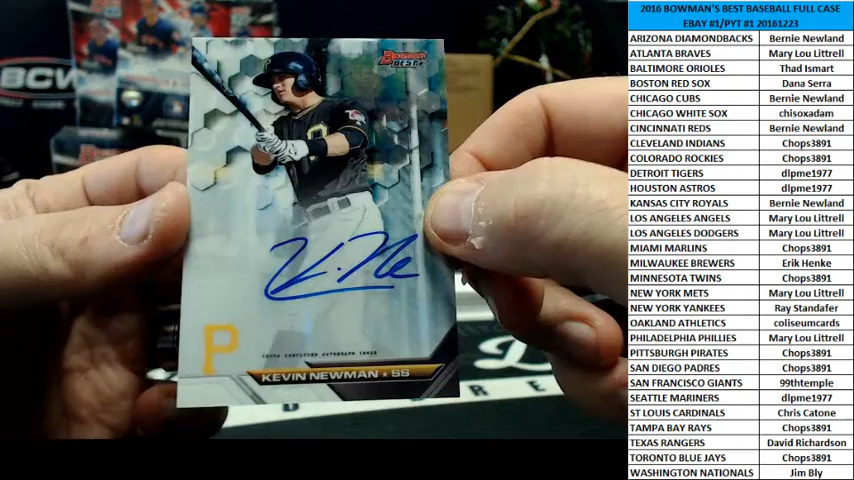 2016 BOWMAN'S BEST BASEBALL FULL CASE
EBAY #1/PYT #1 20161223
ARIZONA DIAMONDBACKS Bernie Newland
ATLANTA BRAVES Mary Lou Littrell
BALTIMORE ORIOLES Thad Ismart
BOSTON RED SOX Dana Serra
CHICAGO CUBS Bernie Newland
CHICAGO WHITE SOX chisoxadam
CINCINNATI REDS Bernie Newland
CLEVELAND INDIANS Chops3891
COLORADO ROCKIES Chops3891
DETROIT TIGERS dlpme1977
HOUSTON ASTROS dlpme1977
KANSAS CITY ROYALS Bernie Newland
LOS ANGELES ANGELS Mary Lou Littrell
LOS ANGELES DODGERS Mary Lou Littrell
MIAMI MARLINS Chops3891
MILWAUKEE BREWERS Erik Henke
MINNESOTA TWINS Chops3891
NEW YORK METS Mary Lou Littrell
NEW YORK YANKEES Ray Standafer
OAKLAND ATHLETICS coliseumcards
PHILADELPHIA PHILLIES Mary Lou Littrell
PITTSBURGH PIRATES Chops3891
SAN DIEGO PADRES Chops3891
SAN FRANCISCO GIANTS 99thtemple
SEATTLE MARINERS dlpme1977
ST LOUIS CARDINALS Chris Catone
TAMPA BAY RAYS Chops3891
TEXAS RANGERS David Richardson
TORONTO BLUE JAYS Chops3891
WASHINGTON NATIONALS Jim Bly
BCW
BOWMAN'S
BEST
P
TOPPS CERTIFIED AUTOGRAPH ISSUE
KEVIN NEWMAN ★ SS